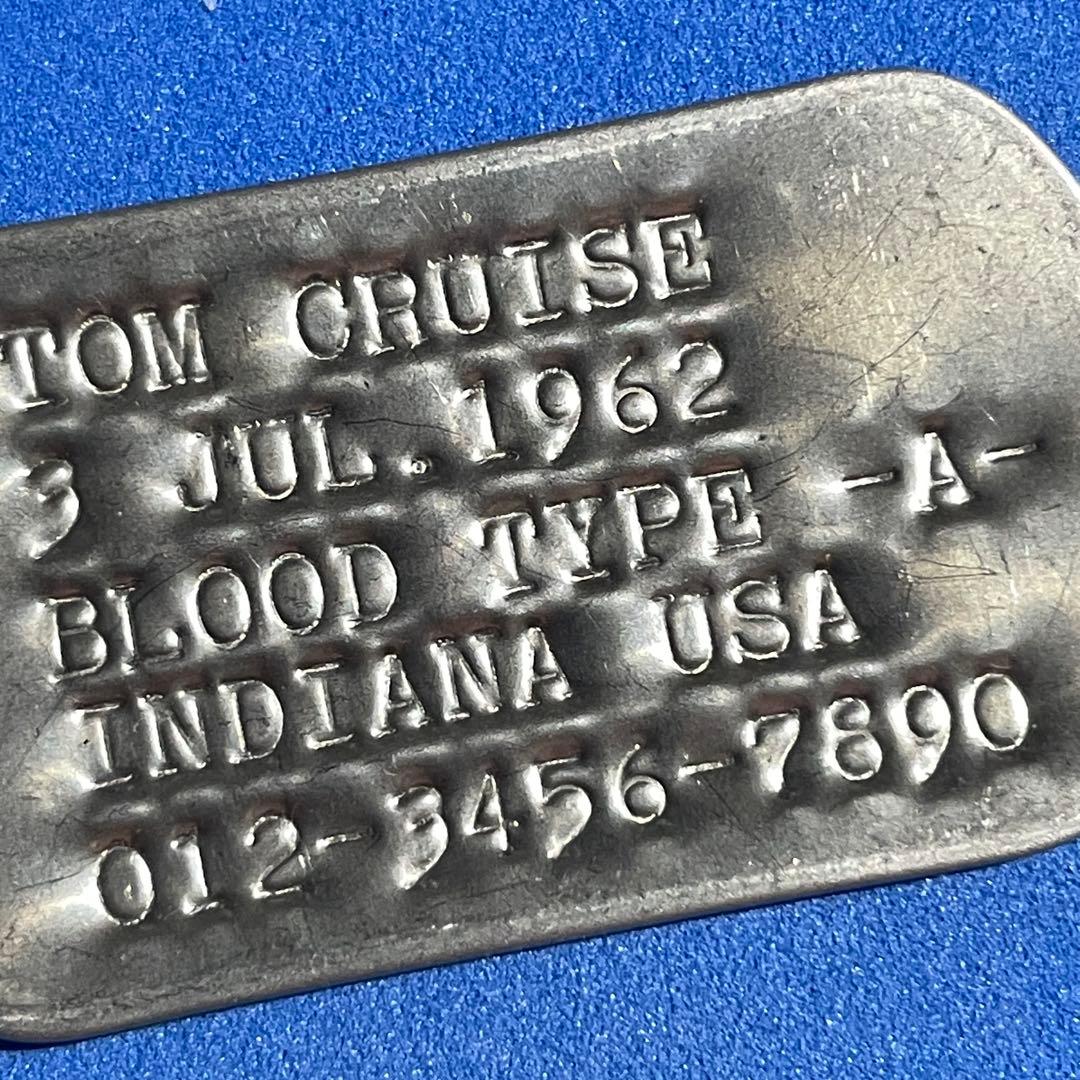 TOM CRUISE
3 JUL.1962
BLOOD TYPE -A-
INDIANA USA
012-3456-7890